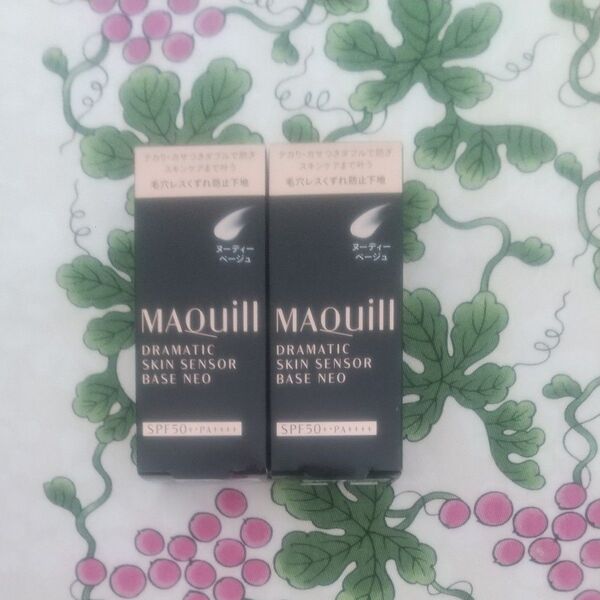 テカリ・カサつきダブルで防ぎ
スキンケアまで叶う
毛穴レスくずれ防止下地
ヌーディー
ベージュ
MAQuill
DRAMATIC
SKIN SENSOR
BASE NEO
SPF50+・PA++++
テカリ・カサつきダブルで防ぎ
スキンケアまで叶う
毛穴レスくずれ防止下地
ヌーディー
ベージュ
MAQuill
DRAMATIC
SKIN SENSOR
BASE NEO
SPF50+・PA++++